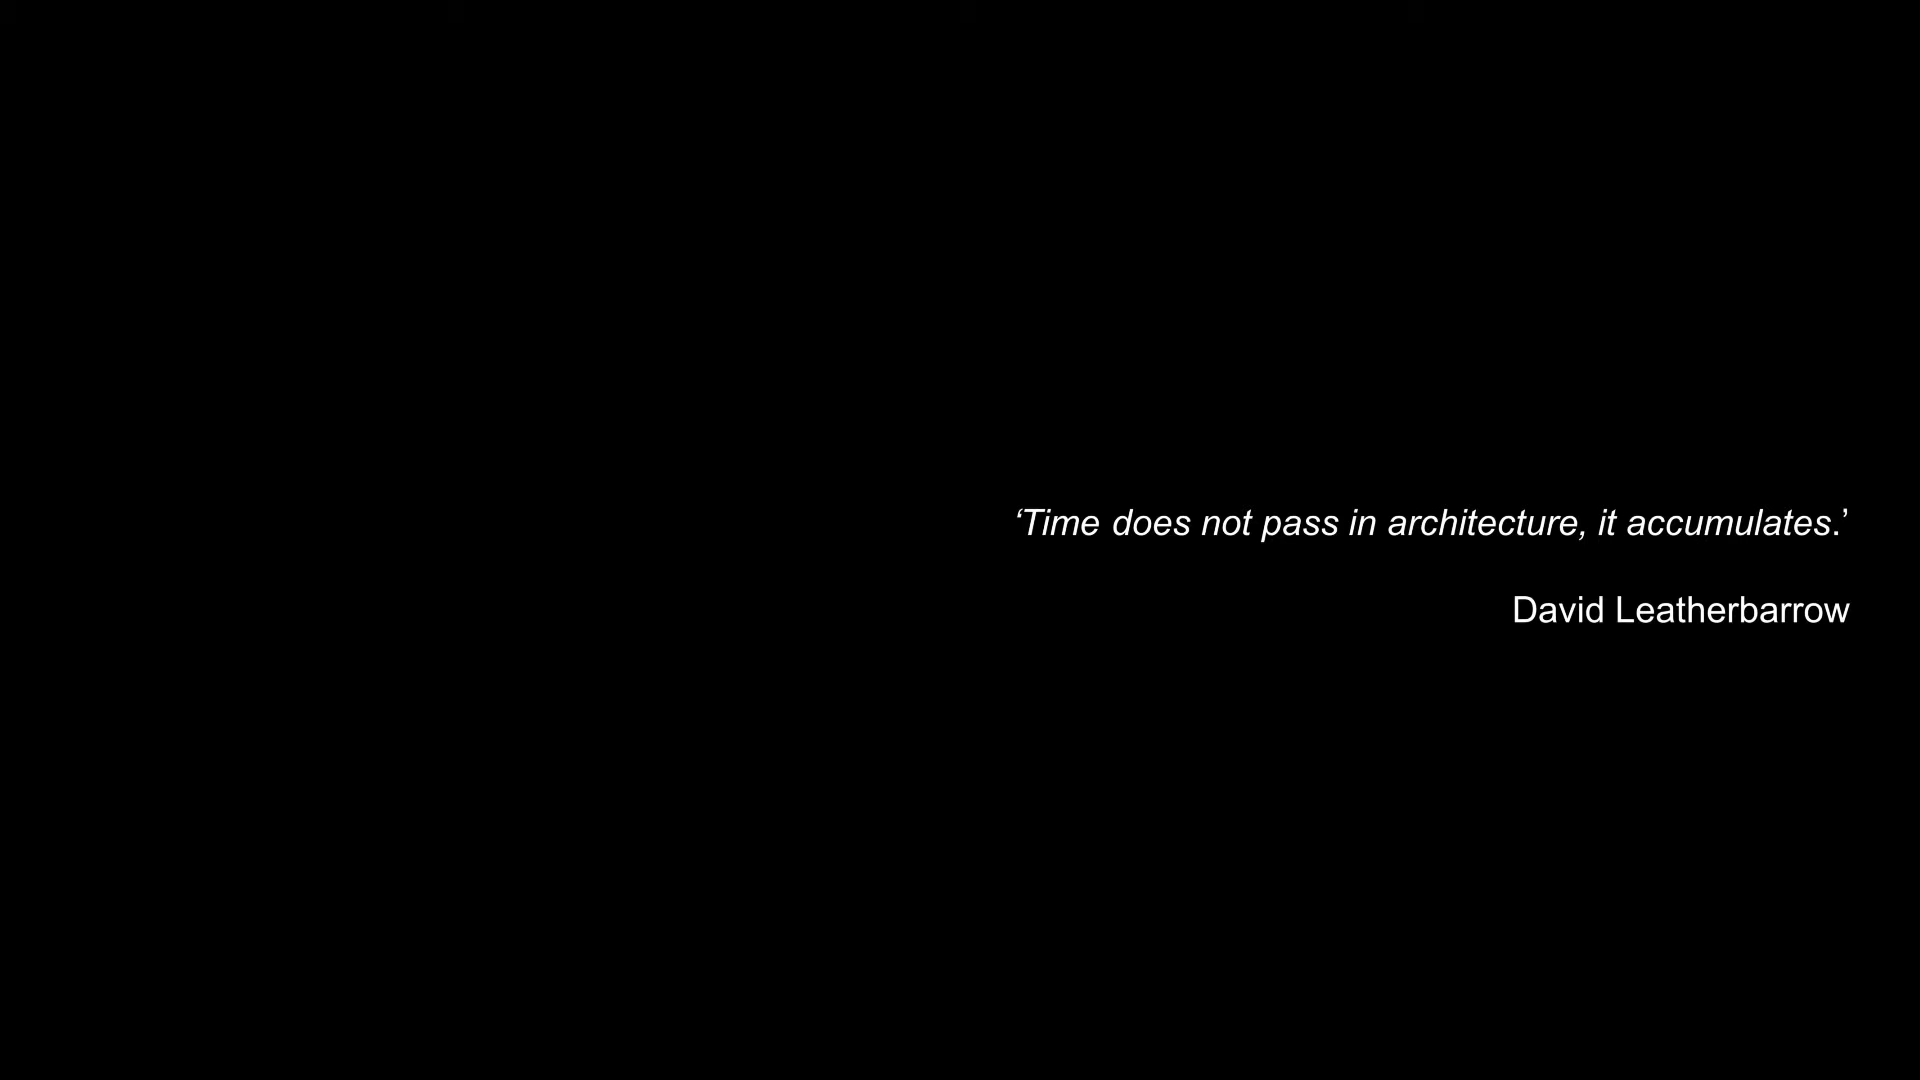 ‘Time does not pass in architecture, it accumulates.’
David Leatherbarrow